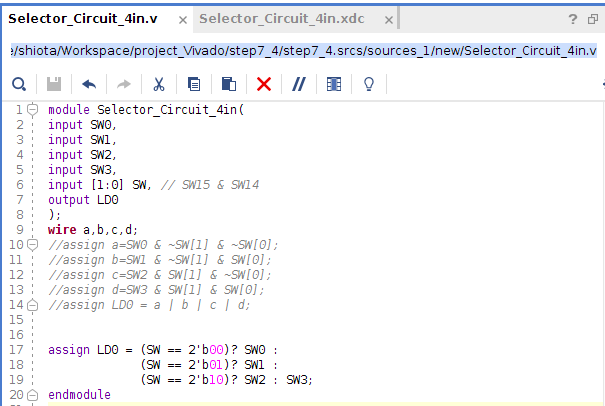 Selector_Circuit_4in.v × Selector_Circuit_4in.xdc × ?
:/shiota/Workspace/project_Vivado/step7_4/step7_4.srcs/sources_1/new/Selector_Circuit_4in.v
1 module Selector_Circuit_4in(
2 input SW0,
3 input SW1,
4 input SW2,
5 input SW3,
6 input [1:0] SW, // SW15 & SW14
7 output LD0
8 );
9 wire a,b,c,d;
10 //assign a=SW0 & ~SW[1] & ~SW[0];
11 //assign b=SW1 & ~SW[1] & SW[0];
12 //assign c=SW2 & SW[1] & ~SW[0];
13 //assign d=SW3 & SW[1] & SW[0];
14 //assign LD0 = a | b | c | d;
15
16
17 assign LD0 = (SW == 2'b00)? SW0 :
18 (SW == 2'b01)? SW1 :
19 (SW == 2'b10)? SW2 : SW3;
20 endmodule